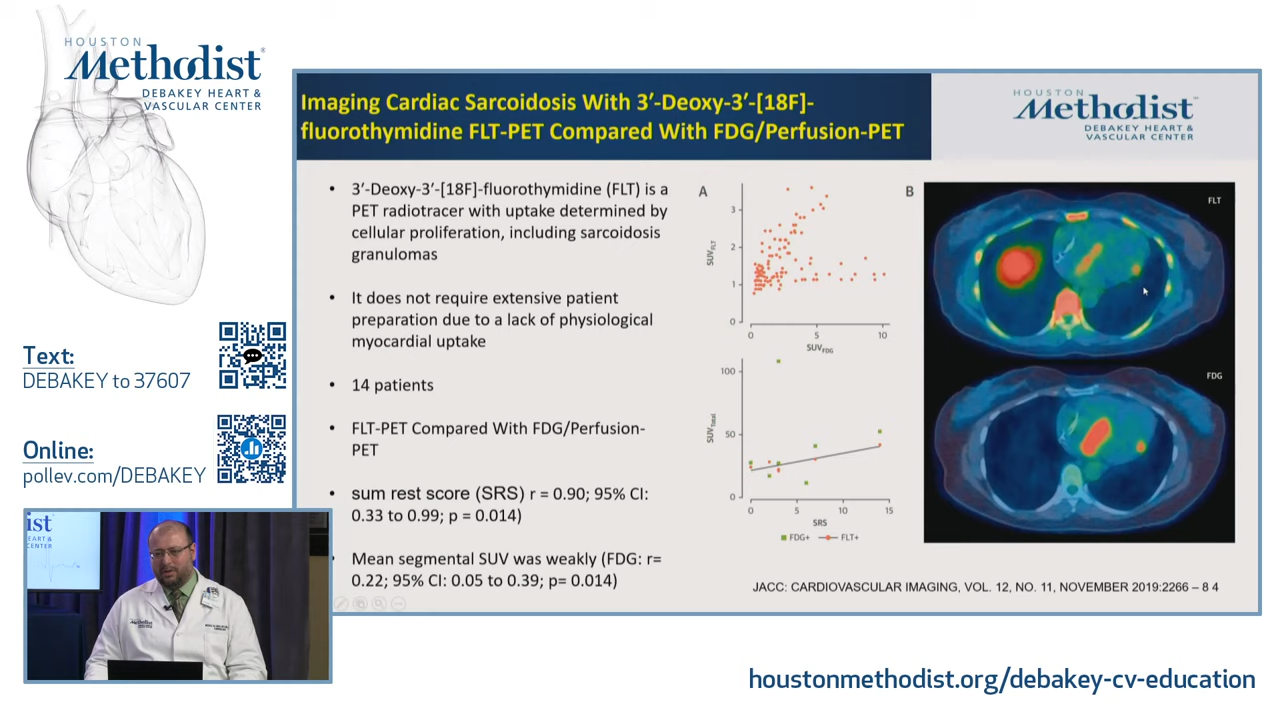 HOUSTON
Methodist
DEBAKEY HEART &
VASCULAR CENTER
Text:
DEBAKEY to 37607
Online:
pollev.com/DEBAKEY
Imaging Cardiac Sarcoidosis With 3′-Deoxy-3′-[18F]-
fluorothymidine FLT-PET Compared With FDG/Perfusion-PET
HOUSTON
Methodist
DEBAKEY HEART &
VASCULAR CENTER
• 3′-Deoxy-3′-[18F]-fluorothymidine (FLT) is a
PET radiotracer with uptake determined by
cellular proliferation, including sarcoidosis
granulomas
• It does not require extensive patient
preparation due to a lack of physiological
myocardial uptake
• 14 patients
• FLT-PET Compared With FDG/Perfusion-
PET
• sum rest score (SRS) r = 0.90; 95% CI:
0.33 to 0.99; p = 0.014)
• Mean segmental SUV was weakly (FDG: r=
0.22; 95% CI: 0.05 to 0.39; p= 0.014)
A
3
2
1
0
SUVFLT
0 5 10
SUVFDG
100
50
0
SUVTotal
0 5 10 15
SRS
FDG+ FLT+
B
FLT
FDG
JACC: CARDIOVASCULAR IMAGING, VOL. 12, NO. 11, NOVEMBER 2019:2266 – 8 4
ist
EART &
CENTER
Methodist
houstonmethodist.org/debakey-cv-education